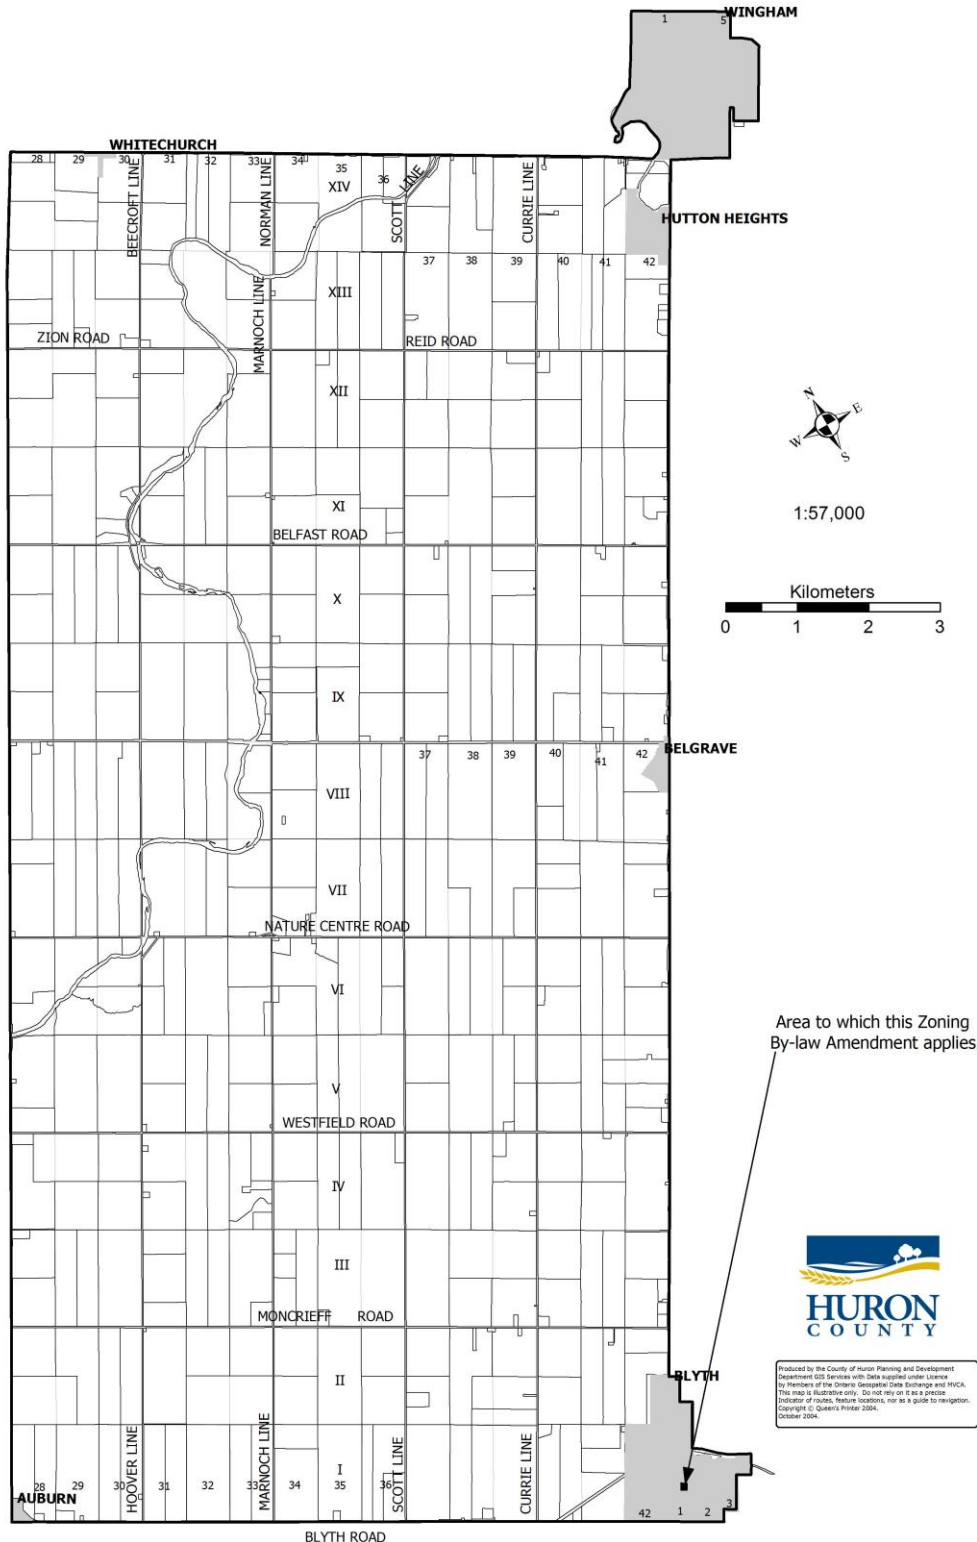 1 5 WINGHAM
WHITECHURCH
28 29 30 31 32 33 34 35 36
XIV
BEECROFT LINE
NORMAN LINE
SCOTT LINE
CURRIE LINE
HUTTON HEIGHTS
37 38 39 40 41 42
XIII
MARNOCH LINE
ZION ROAD
REID ROAD
XII
N
E
W
S
1:57,000
XI
BELFAST ROAD
Kilometers
0 1 2 3
X
IX
BELGRAVE
37 38 39 40 41 42
VIII
VII
NATURE CENTRE ROAD
VI
Area to which this Zoning
By-law Amendment applies
V
WESTFIELD ROAD
IV
III
MONCRIEFF ROAD
HURON
COUNTY
II
BLYTH
Produced by the County of Huron Planning and Development
Department GIS Services with Data supplied under Licence
by Members of the Ontario Geospatial Data Exchange and MVCA.
This map is illustrative only. Do not rely on it as a precise
indicator of routes, feature locations, nor as a guide to navigation.
Copyright © Queen's Printer 2004.
October 2004.
HOOVER LINE
MARNOCH LINE
SCOTT LINE
CURRIE LINE
I
28 29 30 31 32 33 34 35 36
AUBURN
42 1 2 3
BLYTH ROAD